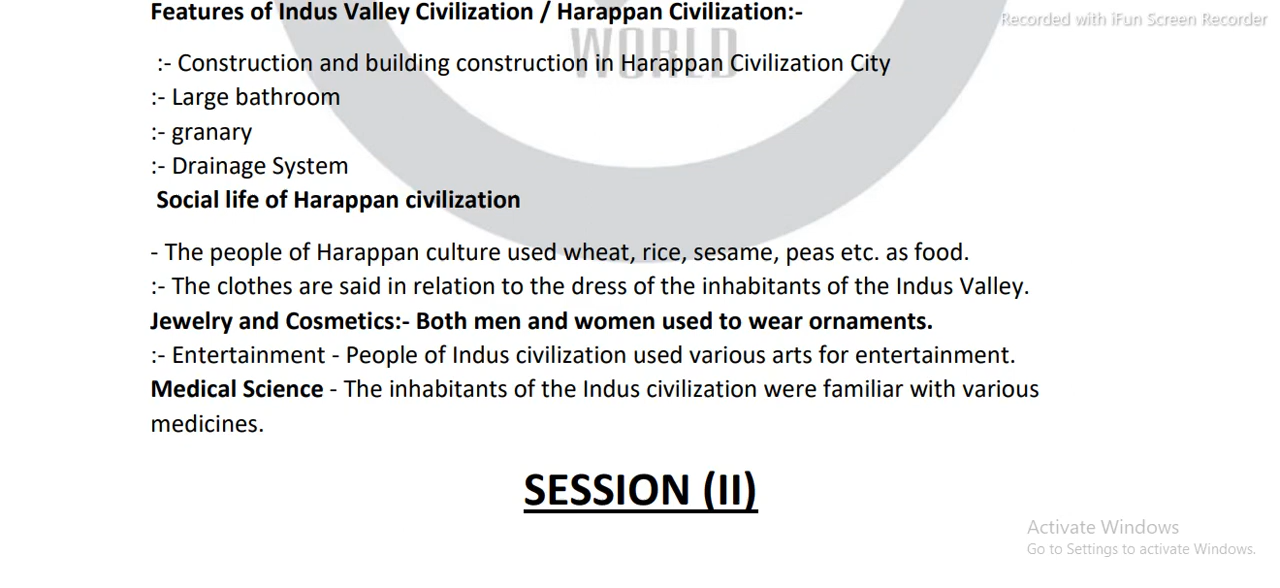 Features of Indus Valley Civilization / Harappan Civilization:-
Recorded with iFun Screen Recorder
WORLD
:- Construction and building construction in Harappan Civilization City
:- Large bathroom
:- granary
:- Drainage System
Social life of Harappan civilization
- The people of Harappan culture used wheat, rice, sesame, peas etc. as food.
:- The clothes are said in relation to the dress of the inhabitants of the Indus Valley.
Jewelry and Cosmetics:- Both men and women used to wear ornaments.
:- Entertainment - People of Indus civilization used various arts for entertainment.
Medical Science - The inhabitants of the Indus civilization were familiar with various
medicines.
SESSION (II)
Activate Windows
Go to Settings to activate Windows.